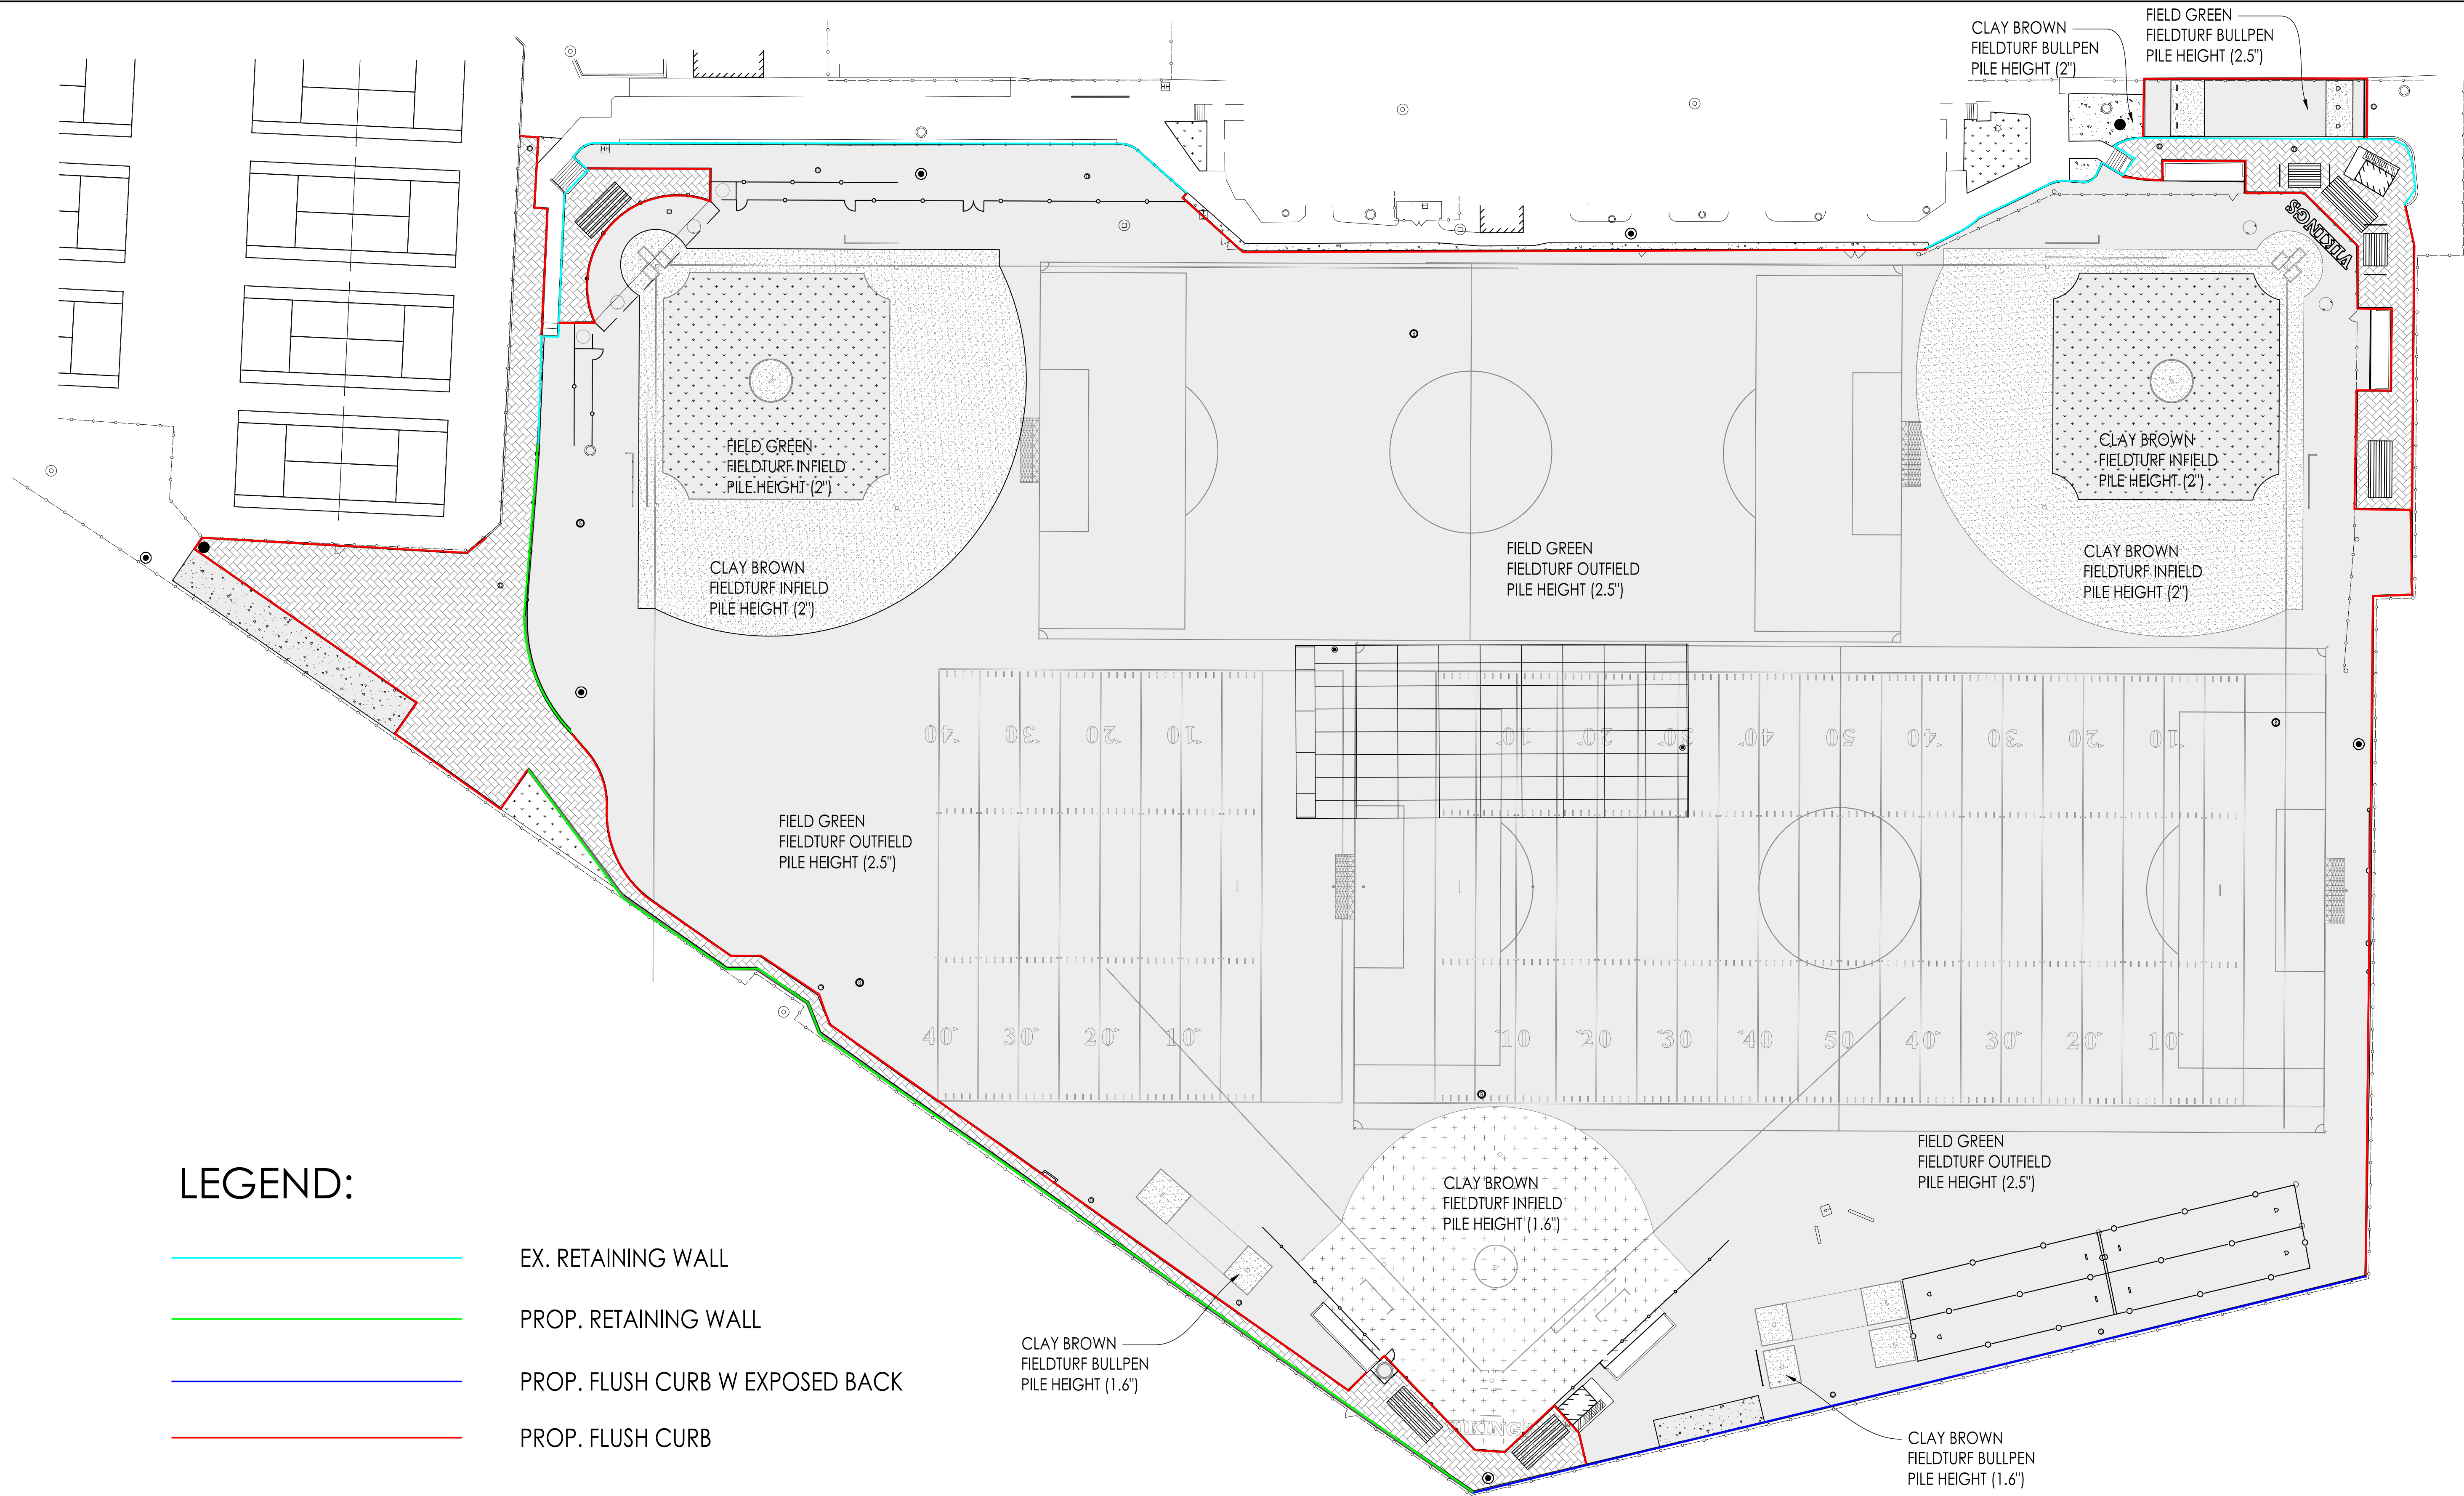 CLAY BROWN
FIELDTURF BULLPEN
PILE HEIGHT (2")
FIELD GREEN
FIELDTURF BULLPEN
PILE HEIGHT (2.5")
VIKINGS
FIELD GREEN
FIELDTURF INFIELD
PILE HEIGHT (2")
CLAY BROWN
FIELDTURF INFIELD
PILE HEIGHT (2")
CLAY BROWN
FIELDTURF INFIELD
PILE HEIGHT (2")
FIELD GREEN
FIELDTURF OUTFIELD
PILE HEIGHT (2.5")
CLAY BROWN
FIELDTURF INFIELD
PILE HEIGHT (2")
40 30 20 10 10 20 30 40 50 40 30 20 10
FIELD GREEN
FIELDTURF OUTFIELD
PILE HEIGHT (2.5")
40 30 20 10 10 20 30 40 50 40 30 20 10
FIELD GREEN
FIELDTURF OUTFIELD
PILE HEIGHT (2.5")
CLAY BROWN
FIELDTURF INFIELD
PILE HEIGHT (1.6")
CLAY BROWN
FIELDTURF BULLPEN
PILE HEIGHT (1.6")
VIKINGS
CLAY BROWN
FIELDTURF BULLPEN
PILE HEIGHT (1.6")
LEGEND:
EX. RETAINING WALL
PROP. RETAINING WALL
PROP. FLUSH CURB W EXPOSED BACK
PROP. FLUSH CURB